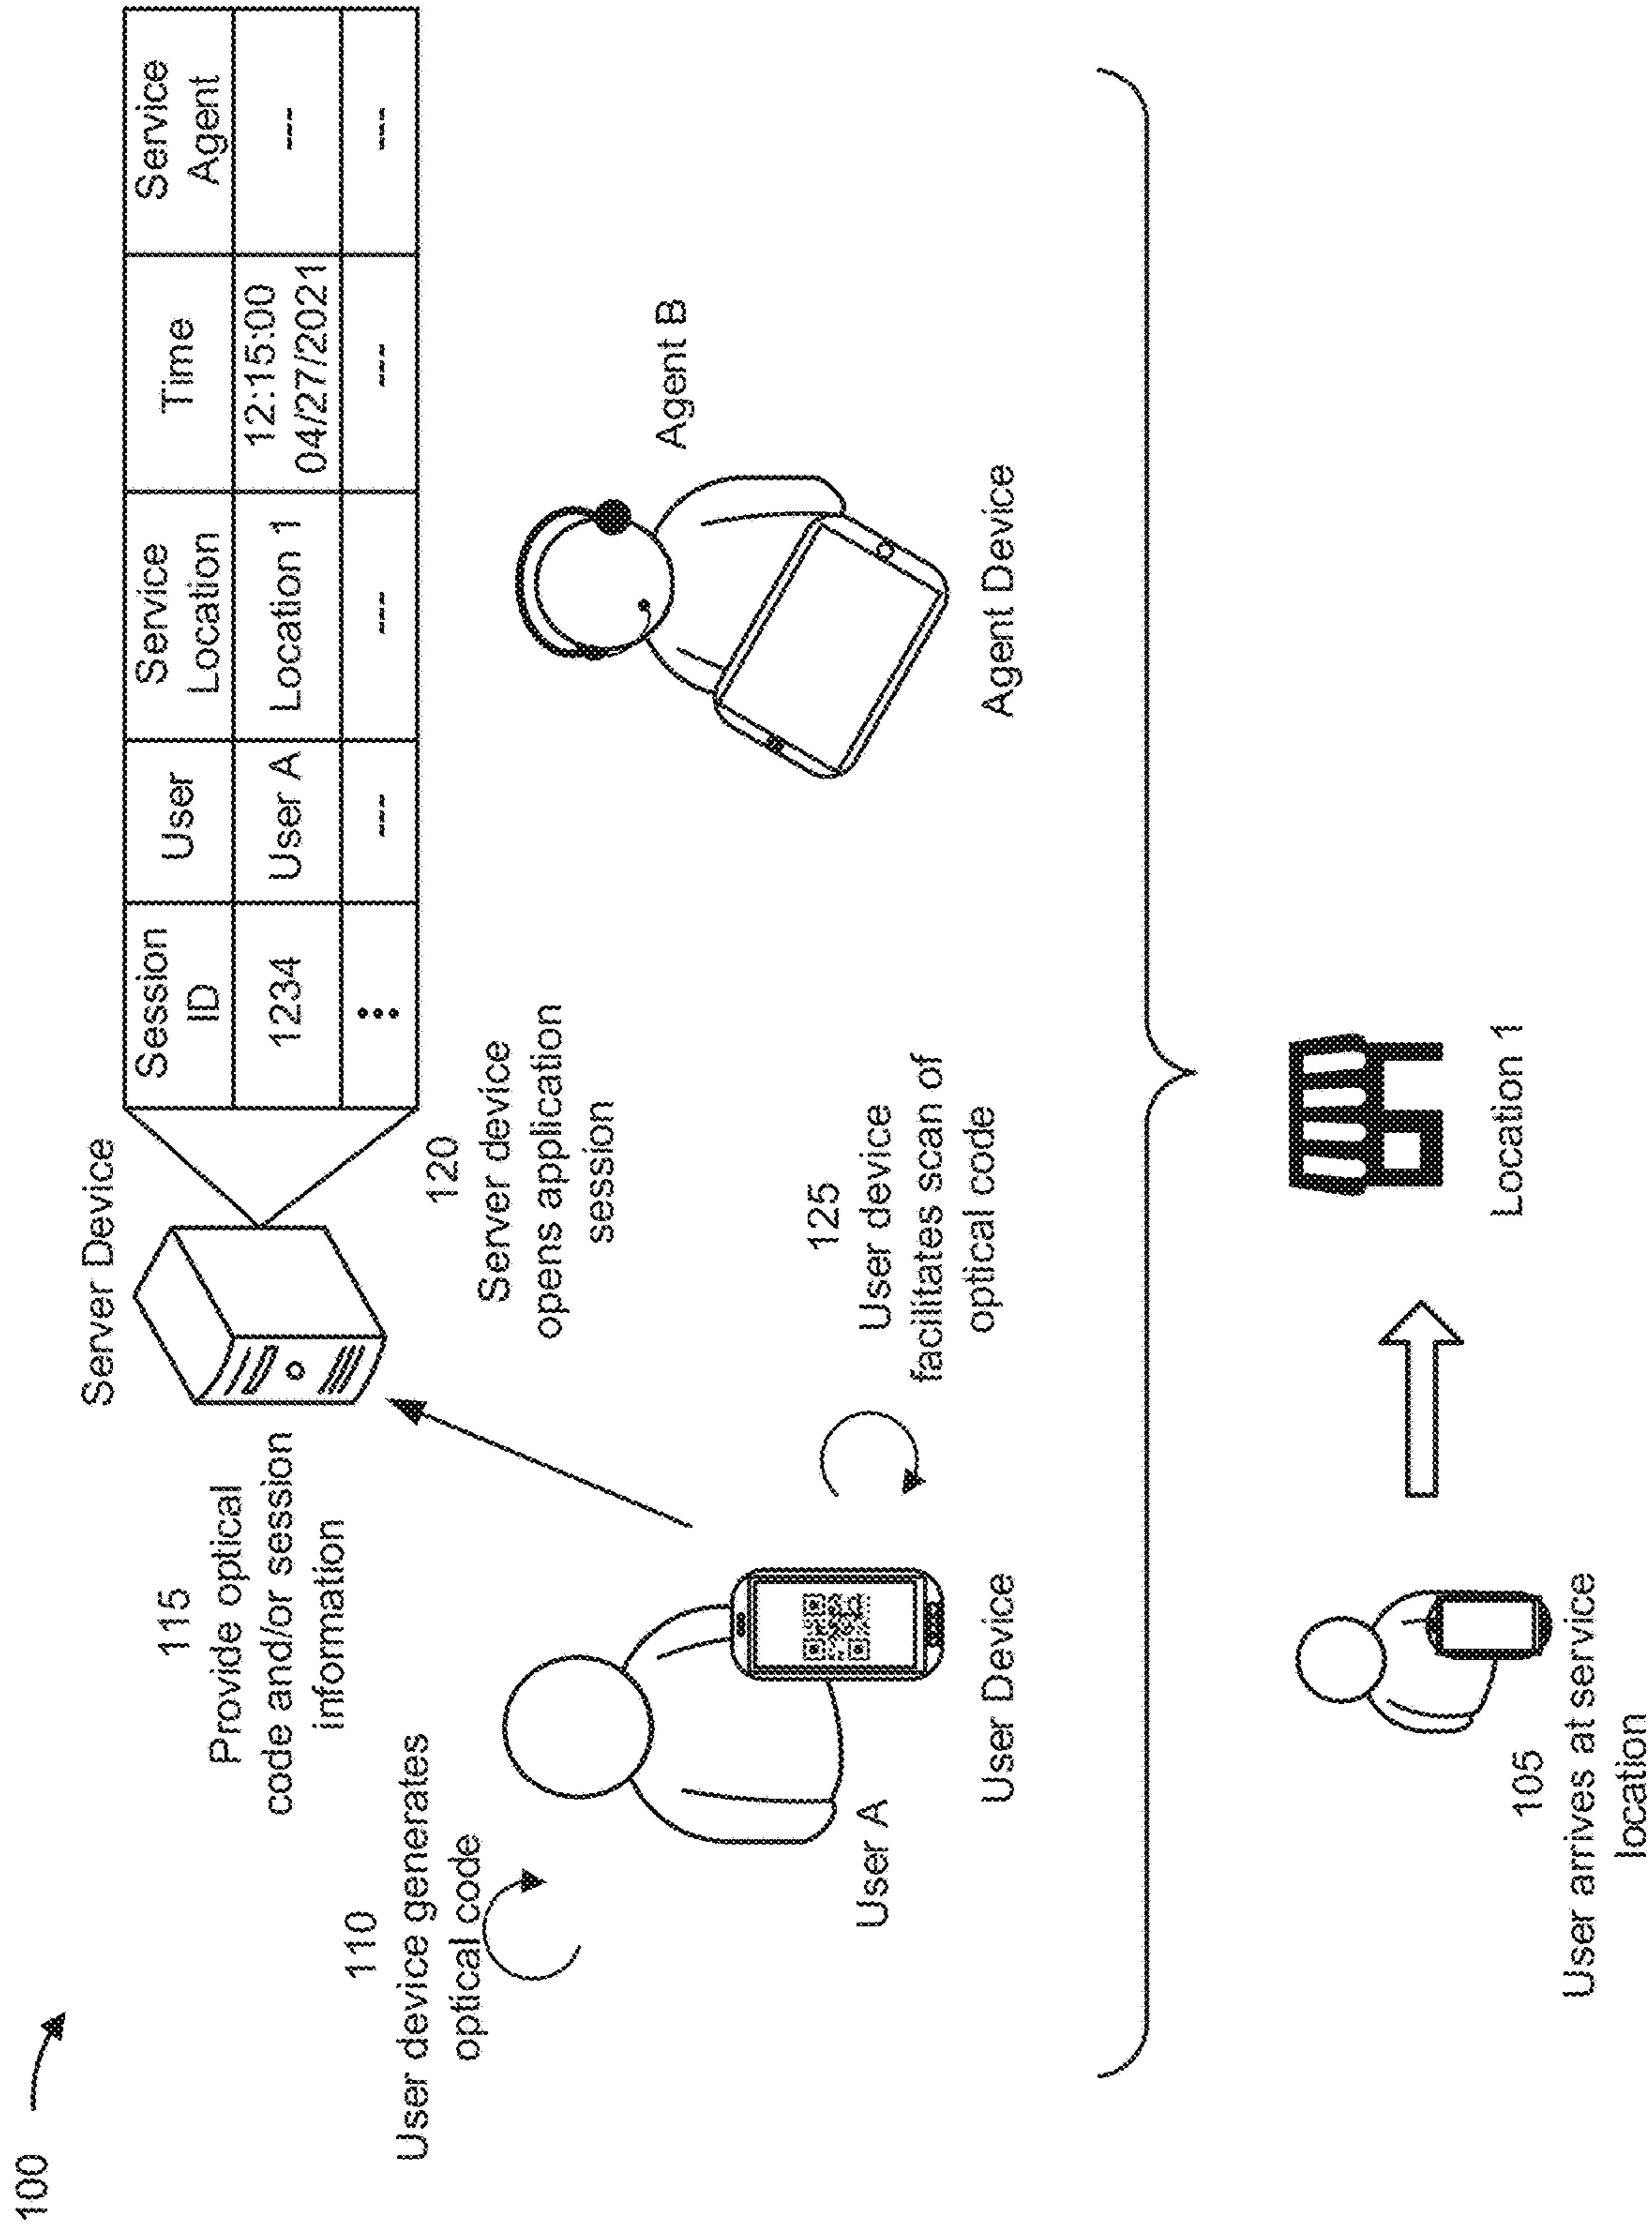 100
Server Device
Session
ID
User
Service
Location
Time
Service
Agent
1234
User A
Location 1
12:15:00
04/27/2021
---
⋮
---
---
---
---
115
Provide optical
code and/or session
information
120
Server device
opens application
session
110
User device generates
optical code
User A
User Device
125
User device
facilitates scan of
optical code
Agent B
Agent Device
105
User arrives at service
location
Location 1